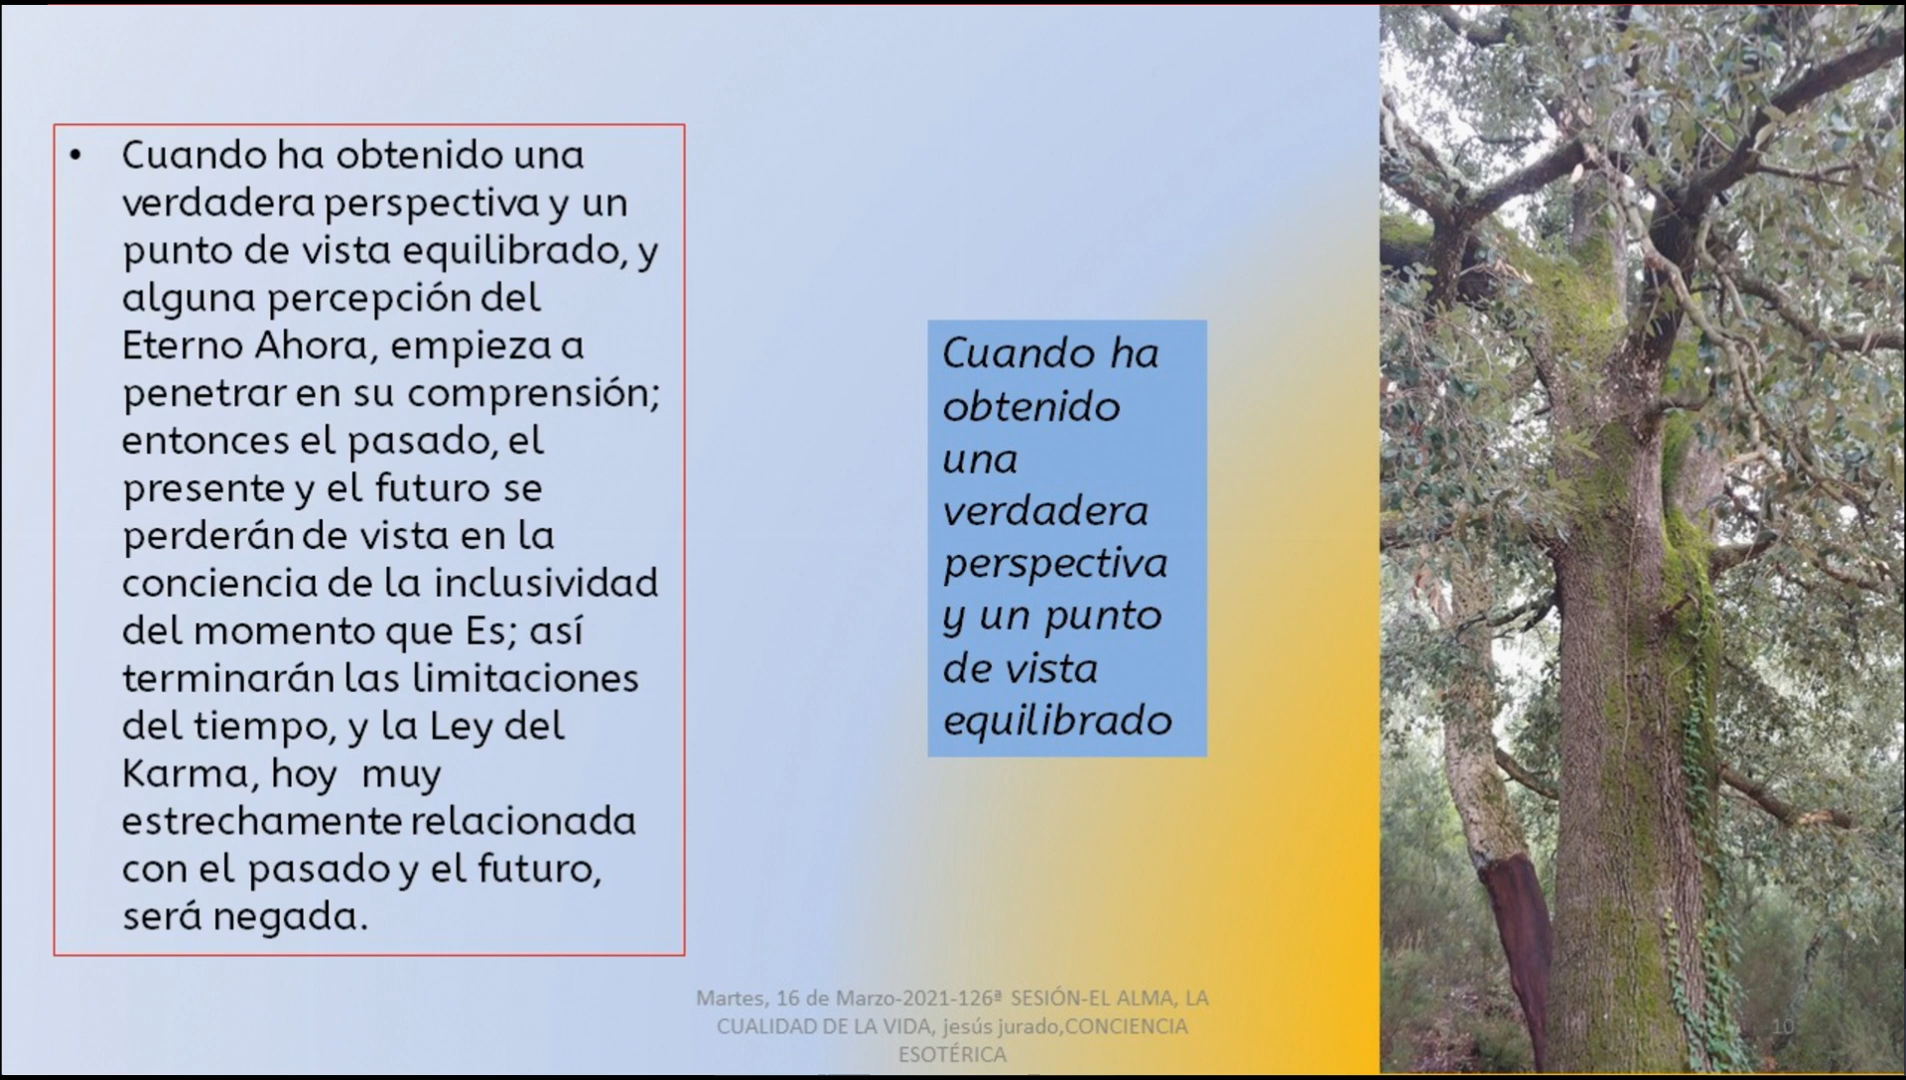 • Cuando ha obtenido una
verdadera perspectiva y un
punto de vista equilibrado, y
alguna percepción del
Eterno Ahora, empieza a
penetrar en su comprensión;
entonces el pasado, el
presente y el futuro se
perderán de vista en la
conciencia de la inclusividad
del momento que Es; así
terminarán las limitaciones
del tiempo, y la Ley del
Karma, hoy muy
estrechamente relacionada
con el pasado y el futuro,
será negada.
Cuando ha
obtenido
una
verdadera
perspectiva
y un punto
de vista
equilibrado
Martes, 16 de Marzo-2021-126ª SESIÓN-EL ALMA, LA
CUALIDAD DE LA VIDA, jesús jurado,CONCIENCIA
ESOTÉRICA
10